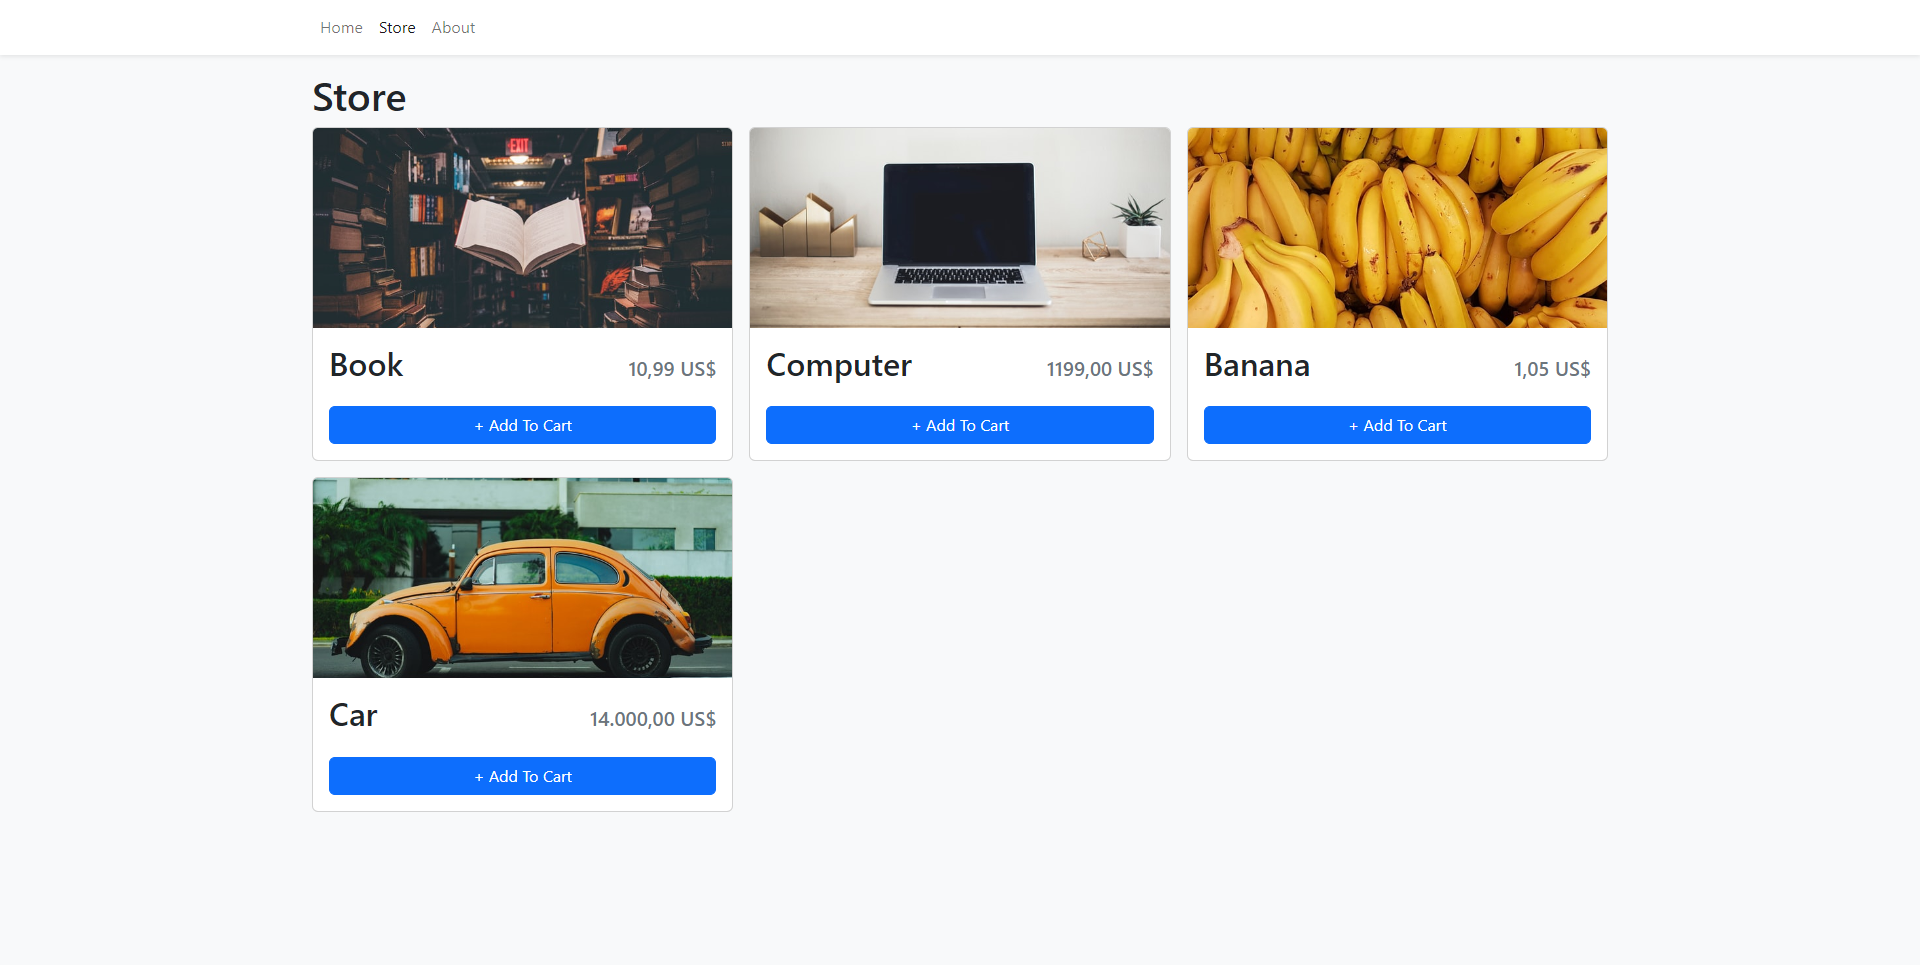 Home Store About
Store
EXIT
Book 10,99 US$
+ Add To Cart
Computer 1199,00 US$
+ Add To Cart
Banana 1,05 US$
+ Add To Cart
Car 14.000,00 US$
+ Add To Cart